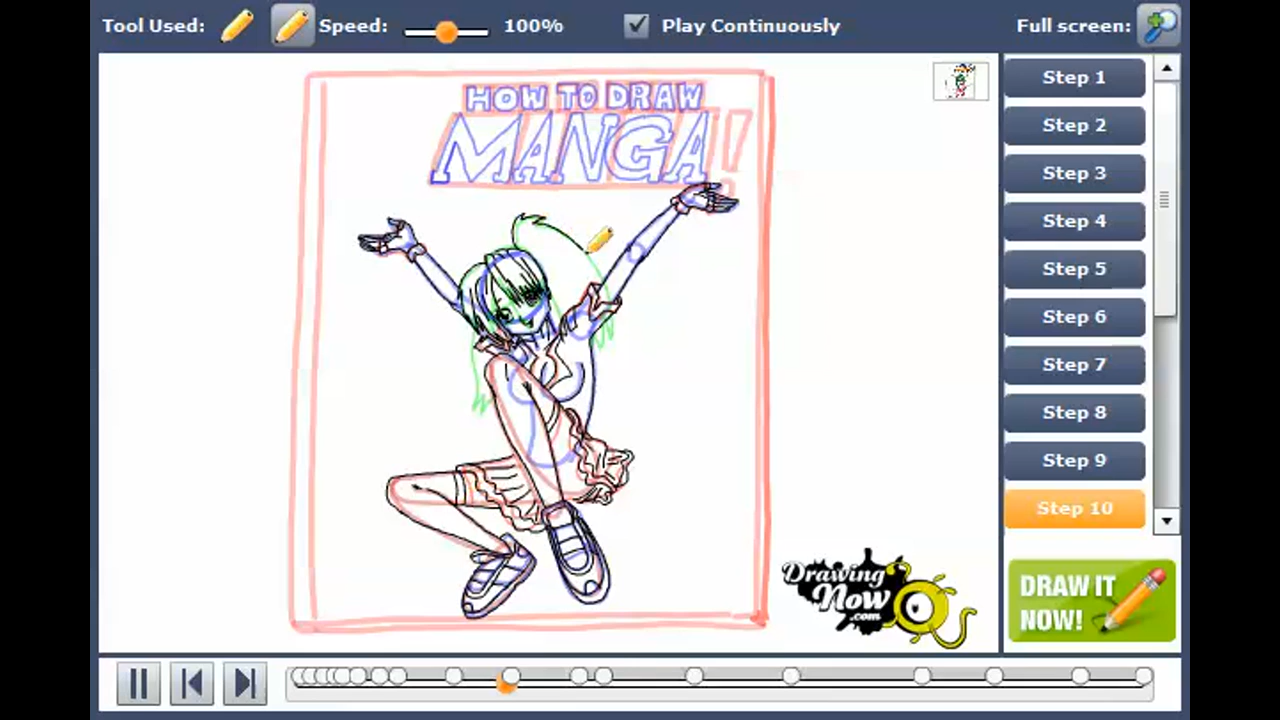 Tool Used:
Speed:
100%
Play Continuously
Full screen:
HOW TO DRAW
MANGA!
Step 1
Step 2
Step 3
Step 4
Step 5
Step 6
Step 7
Step 8
Step 9
Step 10
Drawing
Now
.com
DRAW IT
NOW!